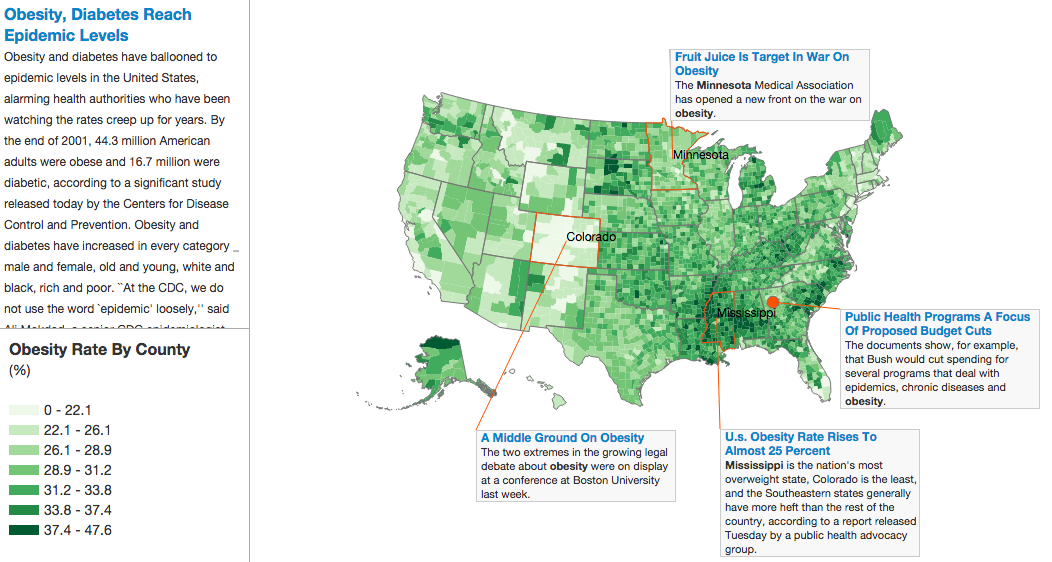 Obesity, Diabetes Reach
Epidemic Levels
Obesity and diabetes have ballooned to
epidemic levels in the United States,
alarming health authorities who have been
watching the rates creep up for years. By
the end of 2001, 44.3 million American
adults were obese and 16.7 million were
diabetic, according to a significant study
released today by the Centers for Disease
Control and Prevention. Obesity and
diabetes have increased in every category _
male and female, old and young, white and
black, rich and poor. ``At the CDC, we do
not use the word `epidemic' loosely,'' said
Ali Mokdad, a senior CDC epidemiologist
Obesity Rate By County
(%)
0 - 22.1
22.1 - 26.1
26.1 - 28.9
28.9 - 31.2
31.2 - 33.8
33.8 - 37.4
37.4 - 47.6
Fruit Juice Is Target In War On
Obesity
The Minnesota Medical Association
has opened a new front on the war on
obesity.
Minnesota
Colorado
Mississippi
Public Health Programs A Focus
Of Proposed Budget Cuts
The documents show, for example,
that Bush would cut spending for
several programs that deal with
epidemics, chronic diseases and
obesity.
A Middle Ground On Obesity
The two extremes in the growing legal
debate about obesity were on display
at a conference at Boston University
last week.
U.s. Obesity Rate Rises To
Almost 25 Percent
Mississippi is the nation's most
overweight state, Colorado is the least,
and the Southeastern states generally
have more heft than the rest of the
country, according to a report released
Tuesday by a public health advocacy
group.